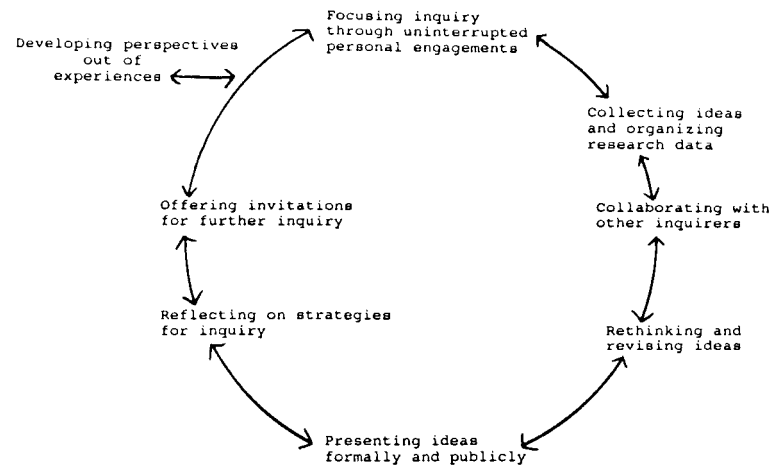 Focusing inquiry
through uninterrupted
personal engagements
Developing perspectives
out of
experiences
Collecting ideas
and organizing
research data
Offering invitations
for further inquiry
Collaborating with
other inquirers
Reflecting on strategies
for inquiry
Rethinking and
revising ideas
Presenting ideas
formally and publicly